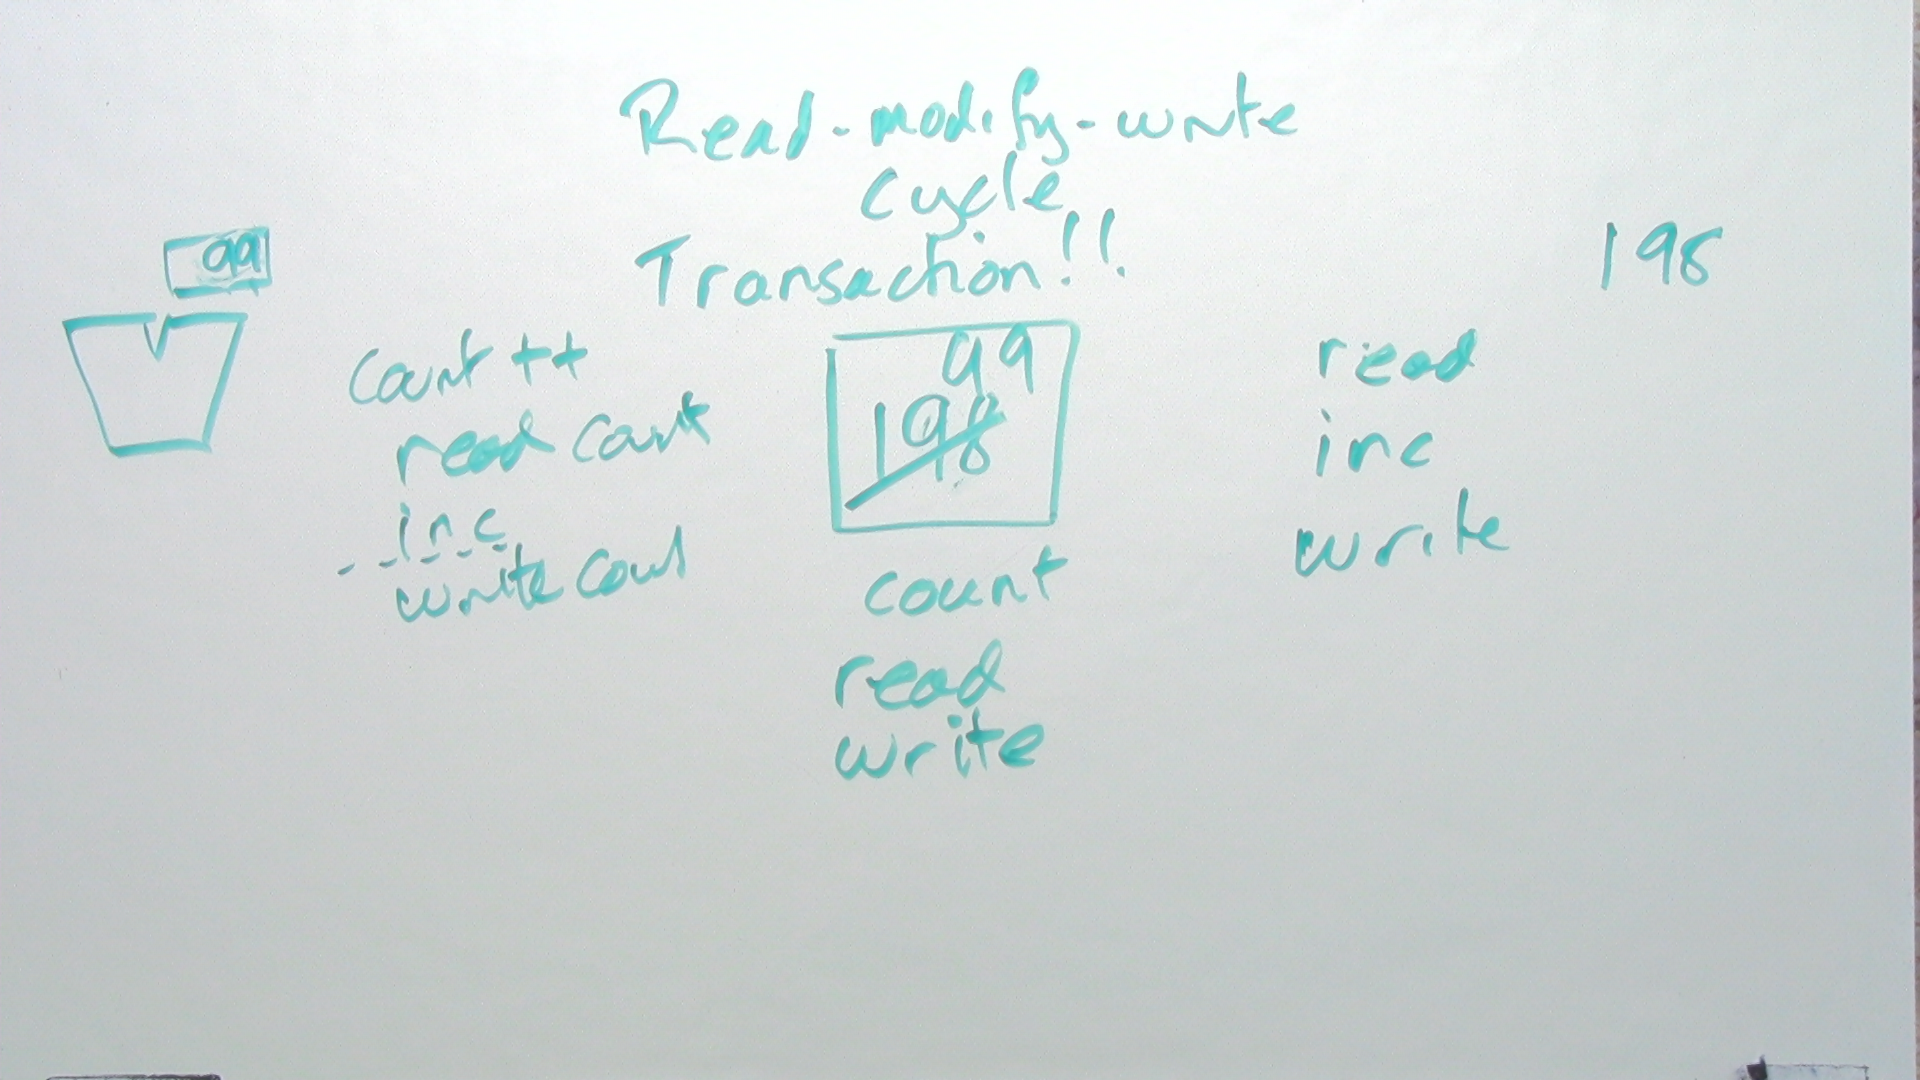 Read-modify-write
cycle
Transaction!!
99
count ++
read count
inc
write coun
99
198
count
read
write
198
read
inc
write